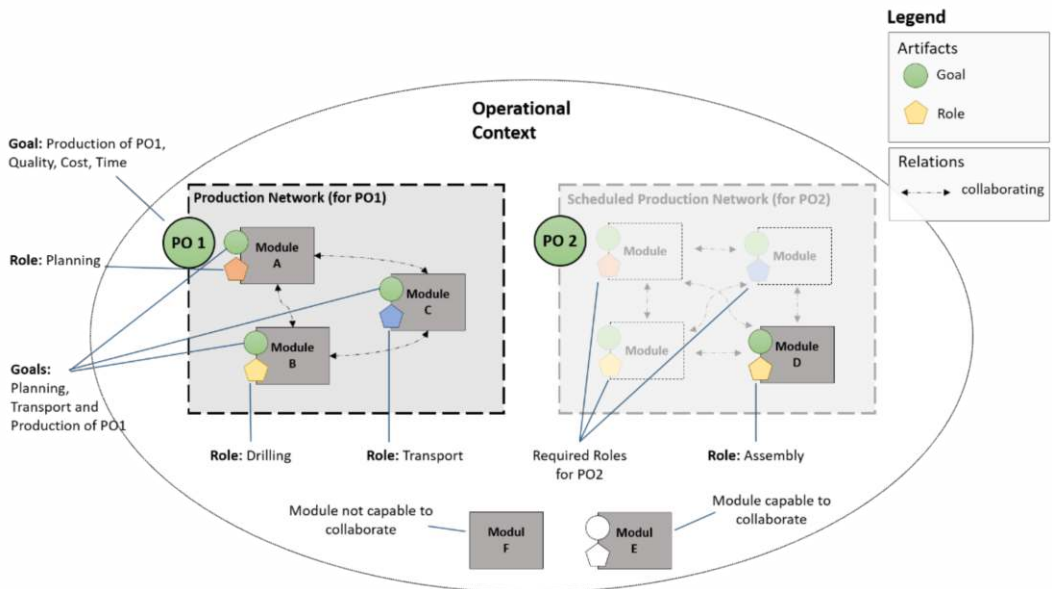 Legend
Artifacts
Goal
Role
Relations
collaborating
Operational
Context
Goal: Production of PO1,
Quality, Cost, Time
Production Network (for PO1)
PO 1
Module
A
Role: Planning
Module
C
Module
B
Goals:
Planning,
Transport and
Production of PO1
Role: Drilling
Role: Transport
Scheduled Production Network (for PO2)
PO 2
Module
Module
Module
Module
D
Required Roles
for PO2
Role: Assembly
Module not capable to
collaborate
Modul
F
Modul
E
Module capable to
collaborate